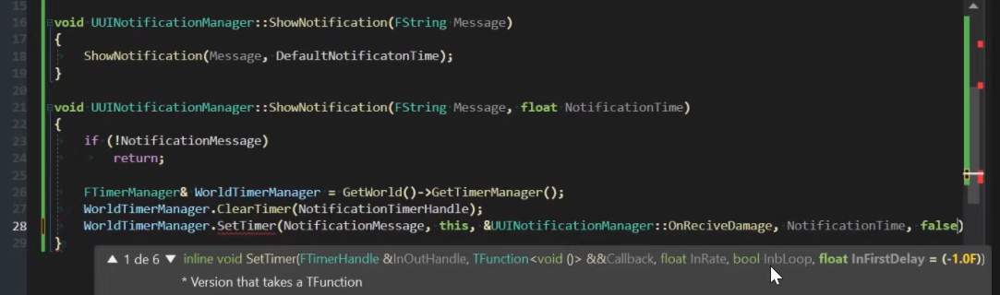 15
16 void UUINotificationManager::ShowNotification(FString Message)
17 {
18 ShowNotification(Message, DefaultNotificatonTime);
19 }
20
21 void UUINotificationManager::ShowNotification(FString Message, float NotificationTime)
22 {
23 if (!NotificationMessage)
24 return;
25
26 FTimerManager& WorldTimerManager = GetWorld()->GetTimerManager();
27 WorldTimerManager.ClearTimer(NotificationTimerHandle);
28 WorldTimerManager.SetTimer(NotificationMessage, this, &UUINotificationManager::OnReciveDamage, NotificationTime, false)
29 }
▲ 1 de 6 ▼ inline void SetTimer(FTimerHandle &InOutHandle, TFunction<void ()> &&Callback, float InRate, bool InbLoop, float InFirstDelay = (-1.0F))
* Version that takes a TFunction